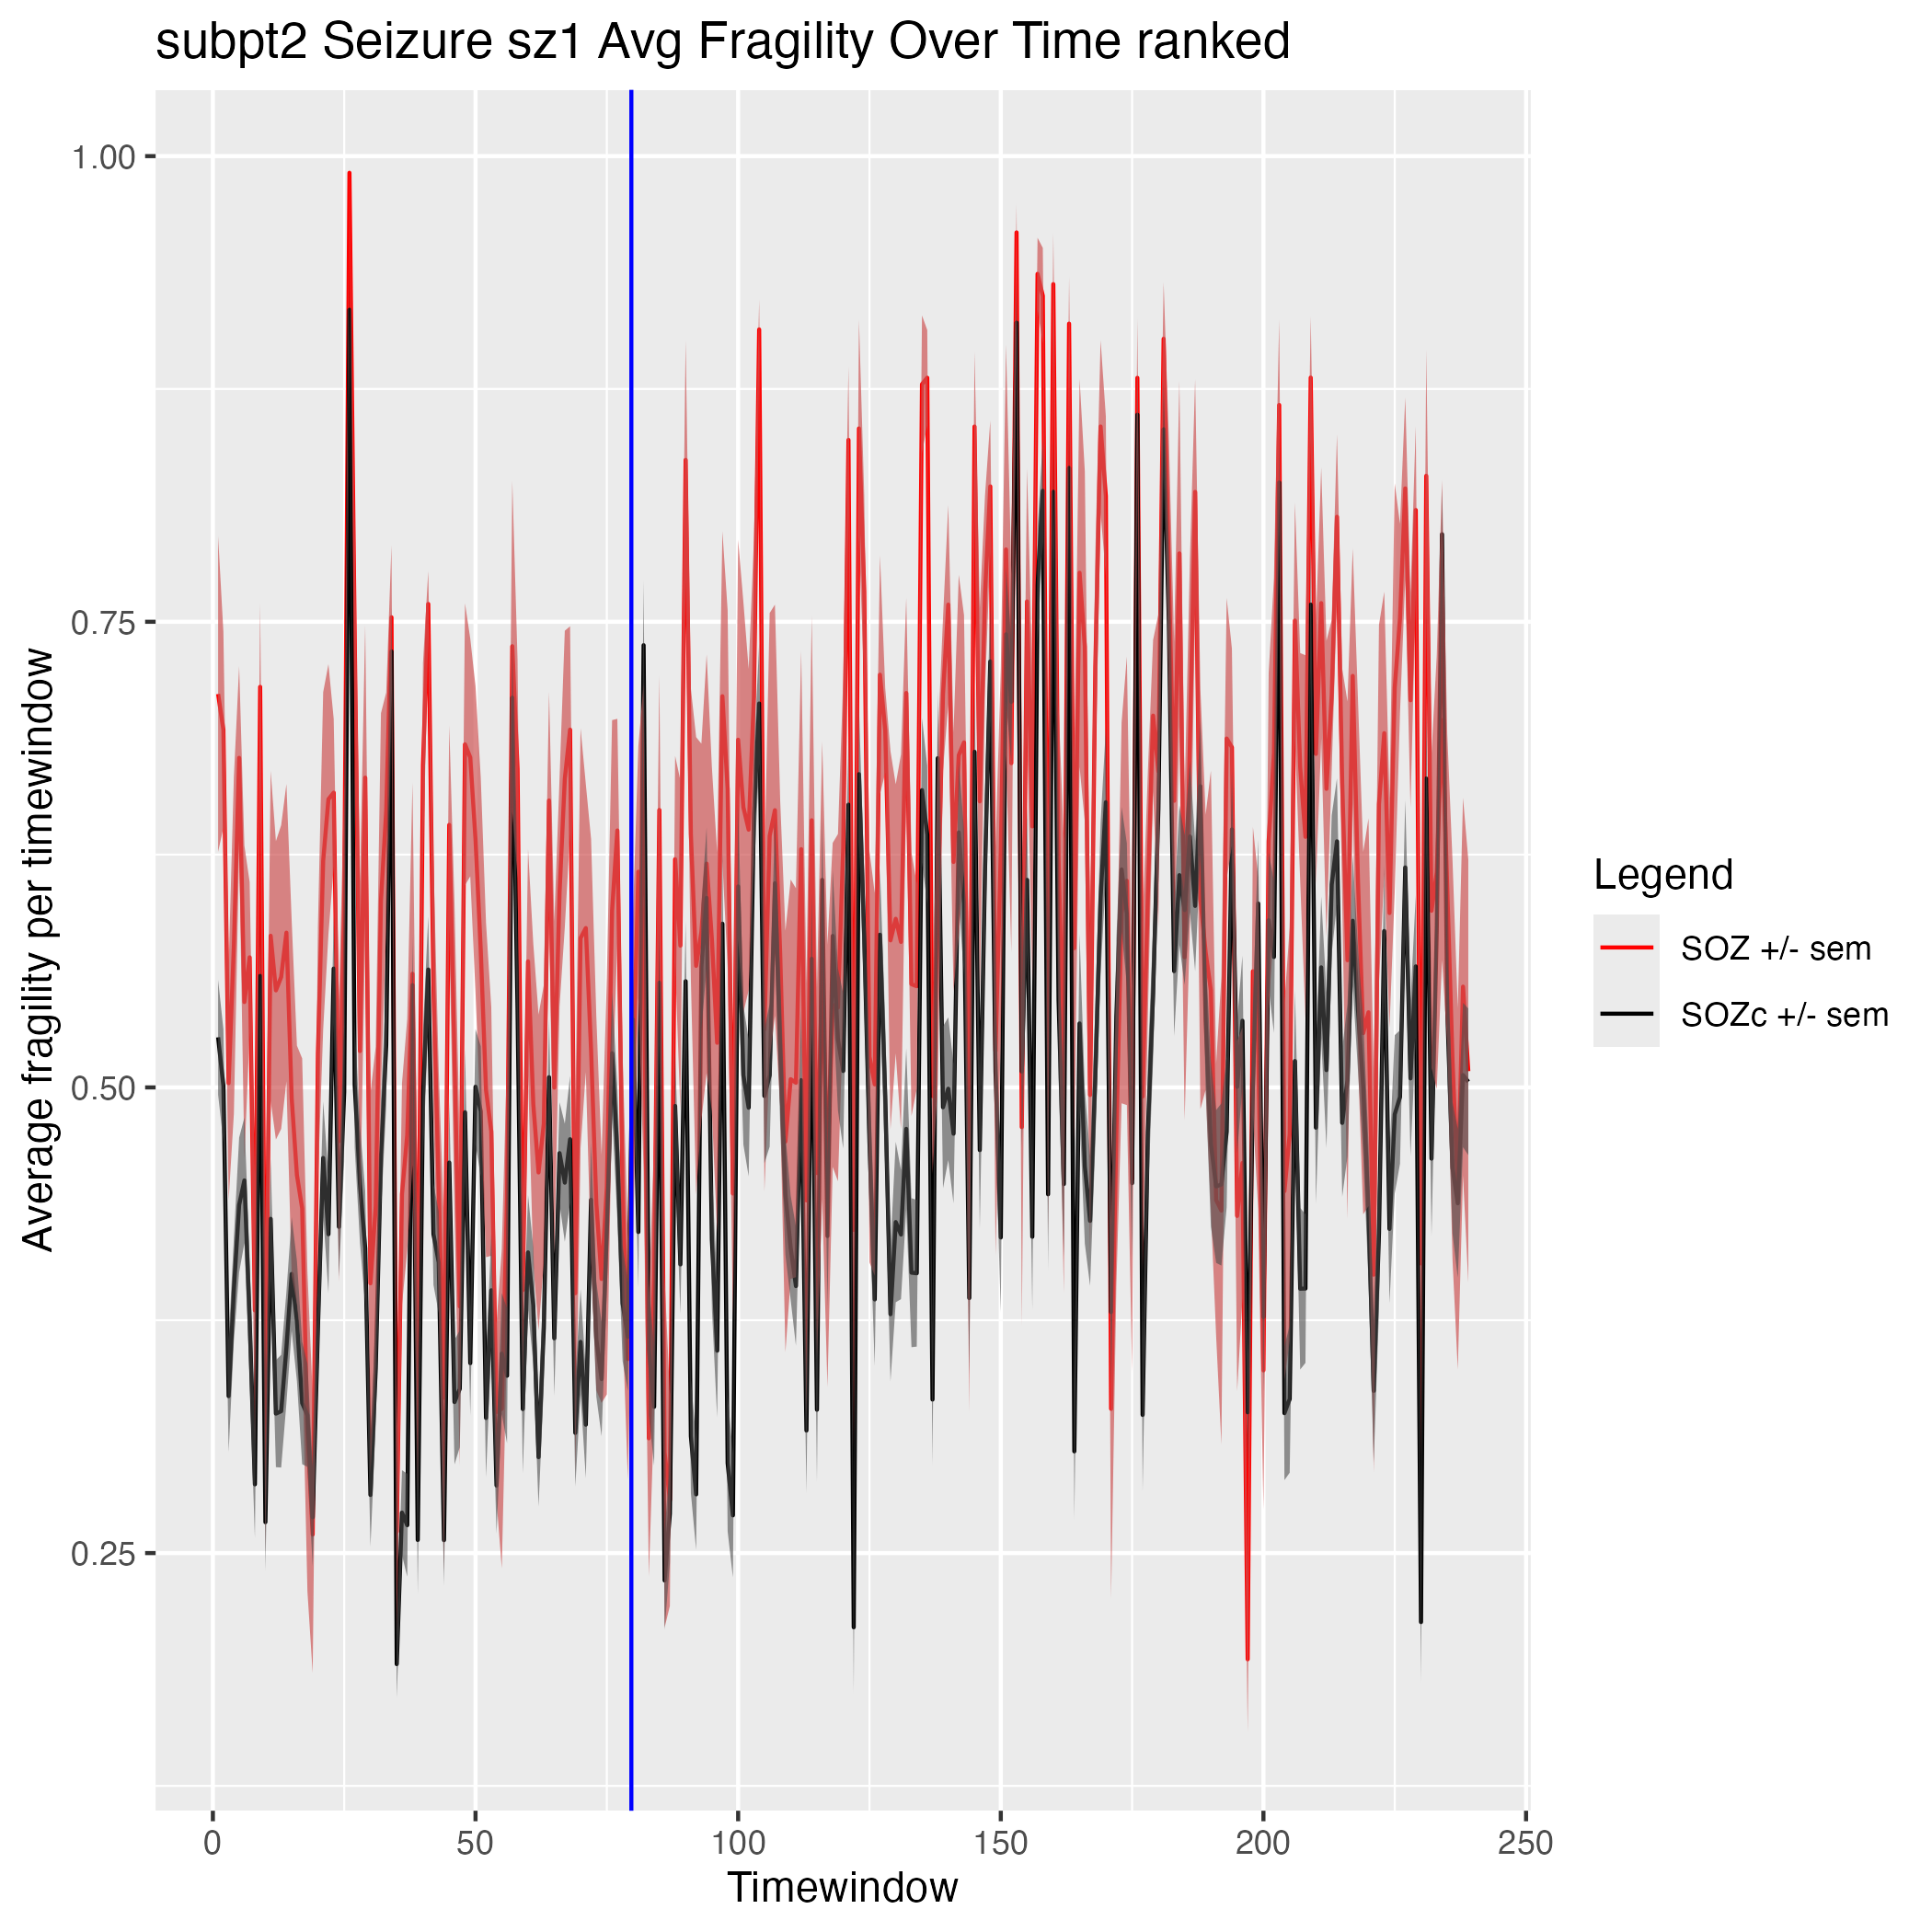 subpt2 Seizure sz1 Avg Fragility Over Time ranked
1.00
0.75
0.50
0.25
Average fragility per timewindow
0 50 100 150 200 250
Timewindow
Legend
SOZ +/- sem
SOZc +/- sem